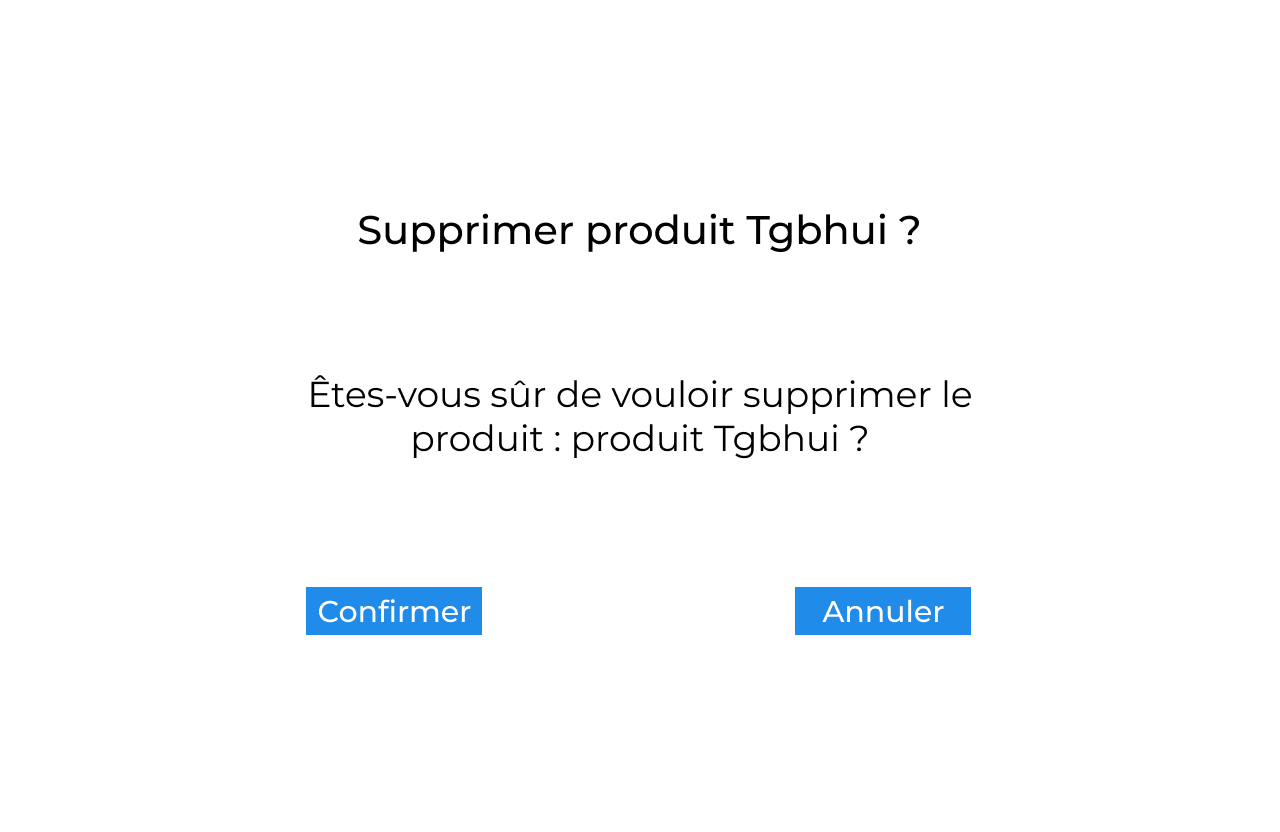 Supprimer produit Tgbhui ?
Êtes-vous sûr de vouloir supprimer le
produit : produit Tgbhui ?
Confirmer
Annuler